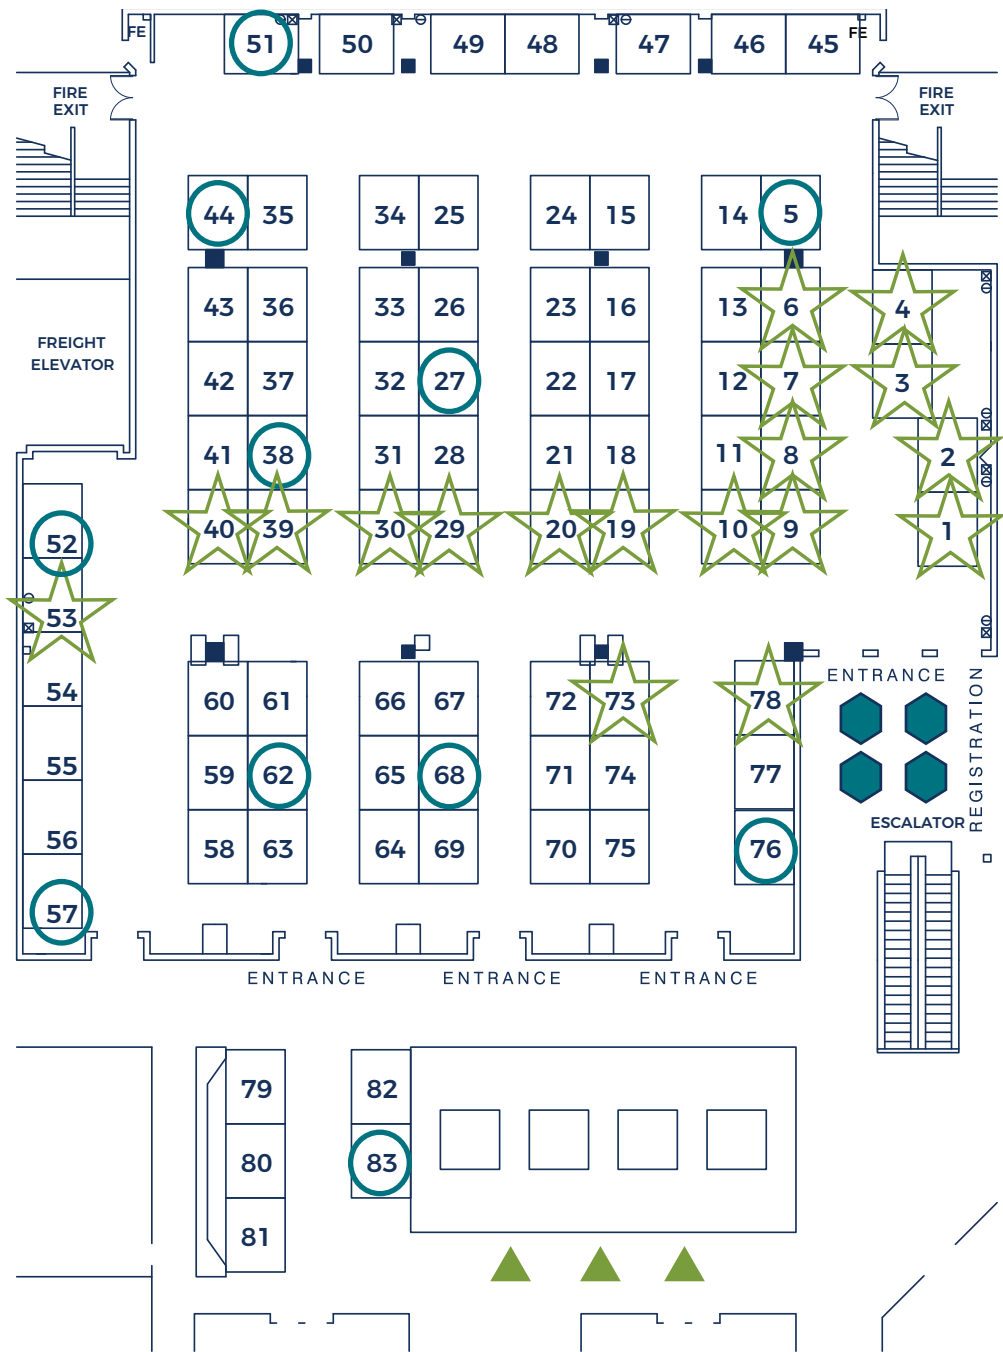 FE
51 50 49 48 47 46 45
FE
FIRE
EXIT
FIRE
EXIT
44 35 34 25 24 15 14 5
43 36 33 26 23 16 13 6 4
FREIGHT
ELEVATOR
42 37 32 27 22 17 12 7 3
41 38 31 28 21 18 11 8 2
40 39 30 29 20 19 10 9 1
52
53
54
55
56
57
60 61 66 67 72 73 78
59 62 65 68 71 74 77
58 63 64 69 70 75 76
ENTRANCE
REGISTRATION
ESCALATOR
ENTRANCE ENTRANCE ENTRANCE
79 82
80 83
81